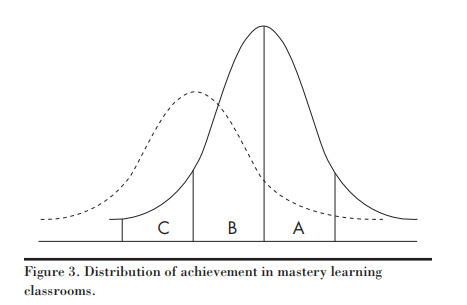 C B A
Figure 3. Distribution of achievement in mastery learning
classrooms.